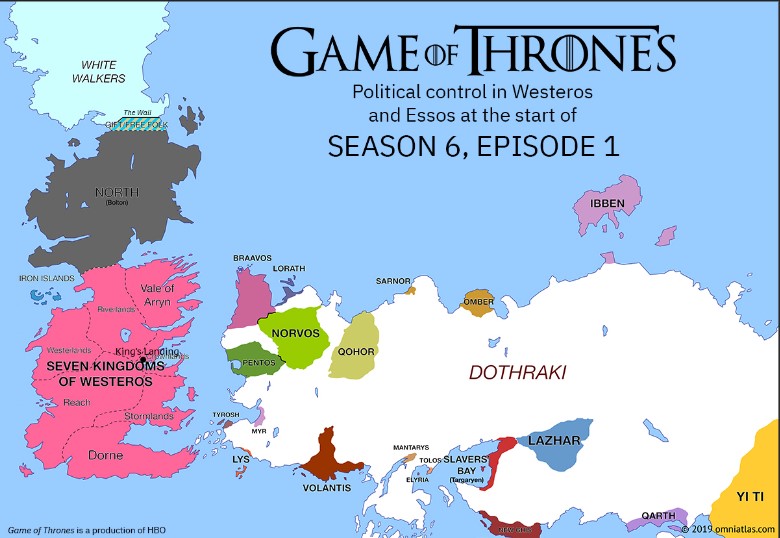 GAME OF THRONES
Political control in Westeros
and Essos at the start of
SEASON 6, EPISODE 1
WHITE
WALKERS
The Wall
GIFT/FREE FOLK
NORTH
(Bolton)
IRON ISLANDS
Vale of
Arryn
Riverlands
Westerlands
King's Landing
SEVEN KINGDOMS
OF WESTEROS
Reach
Stormlands
Dorne
IBBEN
BRAAVOS
LORATH
SARNOR
OMBER
NORVOS
QOHOR
PENTOS
DOTHRAKI
TYROSH
MYR
LYS
VOLANTIS
MANTARYS
TOLOS
ELYRIA
SLAVERS
BAY
(Targaryen)
LAZHAR
NEW GHIS
QARTH
YI TI
Game of Thrones is a production of HBO
© 2019 omniatlas.com